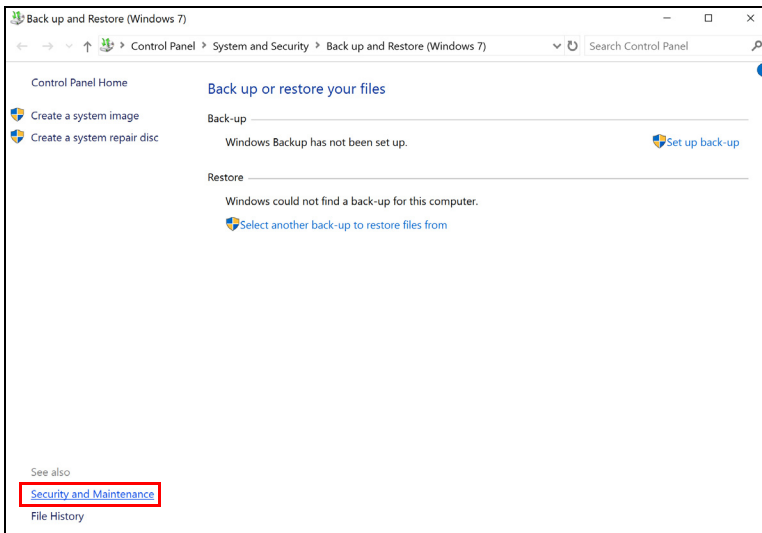 Back up and Restore (Windows 7)
Control Panel > System and Security > Back up and Restore (Windows 7)
Search Control Panel
Control Panel Home
Create a system image
Create a system repair disc
Back up or restore your files
Back-up
Windows Backup has not been set up.
Set up back-up
Restore
Windows could not find a back-up for this computer.
Select another back-up to restore files from
See also
Security and Maintenance
File History